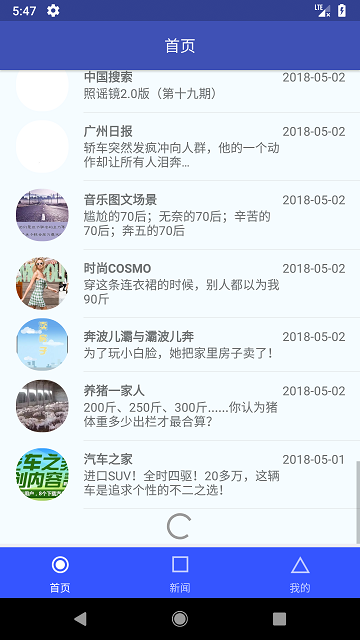 5:47
LTE
首页
中国搜索
2018-05-02
照谣镜2.0版（第十九期）
广州日报
2018-05-02
轿车突然发疯冲向人群，他的一个动
作却让所有人泪奔...
音乐图文场景
2018-05-02
尴尬的70后；无奈的70后；辛苦的
70后；奔五的70后
时尚COSMO
2018-05-02
穿这条连衣裙的时候，别人都以为我
90斤
奔波儿灞与灞波儿奔
2018-05-02
为了玩小白脸，她把家里房子卖了！
养猪一家人
2018-05-02
200斤、250斤、300斤......你认为猪
体重多少出栏才最合算？
汽车之家
2018-05-01
进口SUV！全时四驱！20多万，这辆
车是追求个性的不二之选！
首页
新闻
我的